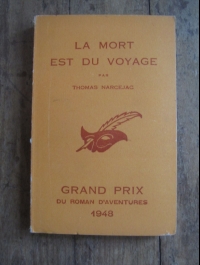 LA MORT
EST DU VOYAGE
PAR
THOMAS NARCEJAC
GRAND PRIX
DU ROMAN D'AVENTURES
1948